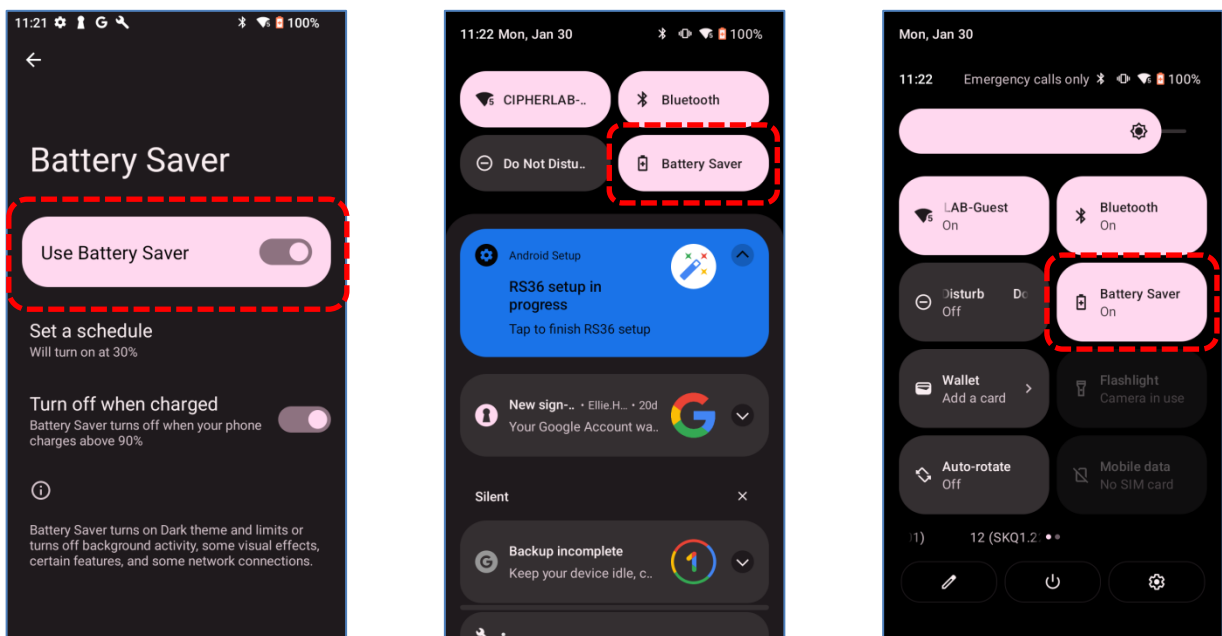 11:21 G 100%
Battery Saver
Use Battery Saver
Set a schedule
Will turn on at 30%
Turn off when charged
Battery Saver turns off when your phone
charges above 90%
Battery Saver turns on Dark theme and limits or
turns off background activity, some visual effects,
certain features, and some network connections.
11:22 Mon, Jan 30 100%
5 CIPHERLAB-..
Bluetooth
Do Not Distu..
Battery Saver
Android Setup
RS36 setup in
progress
Tap to finish RS36 setup
New sign-.. • Ellie.H... • 20d
Your Google Account wa..
Silent
Backup incomplete
Keep your device idle, c..
Mon, Jan 30
11:22 Emergency calls only 100%
5 LAB-Guest
On
Bluetooth
On
Disturb Do
Off
Battery Saver
On
Wallet
Add a card
Flashlight
Camera in use
Auto-rotate
Off
Mobile data
No SIM card
12 (SKQ1.2